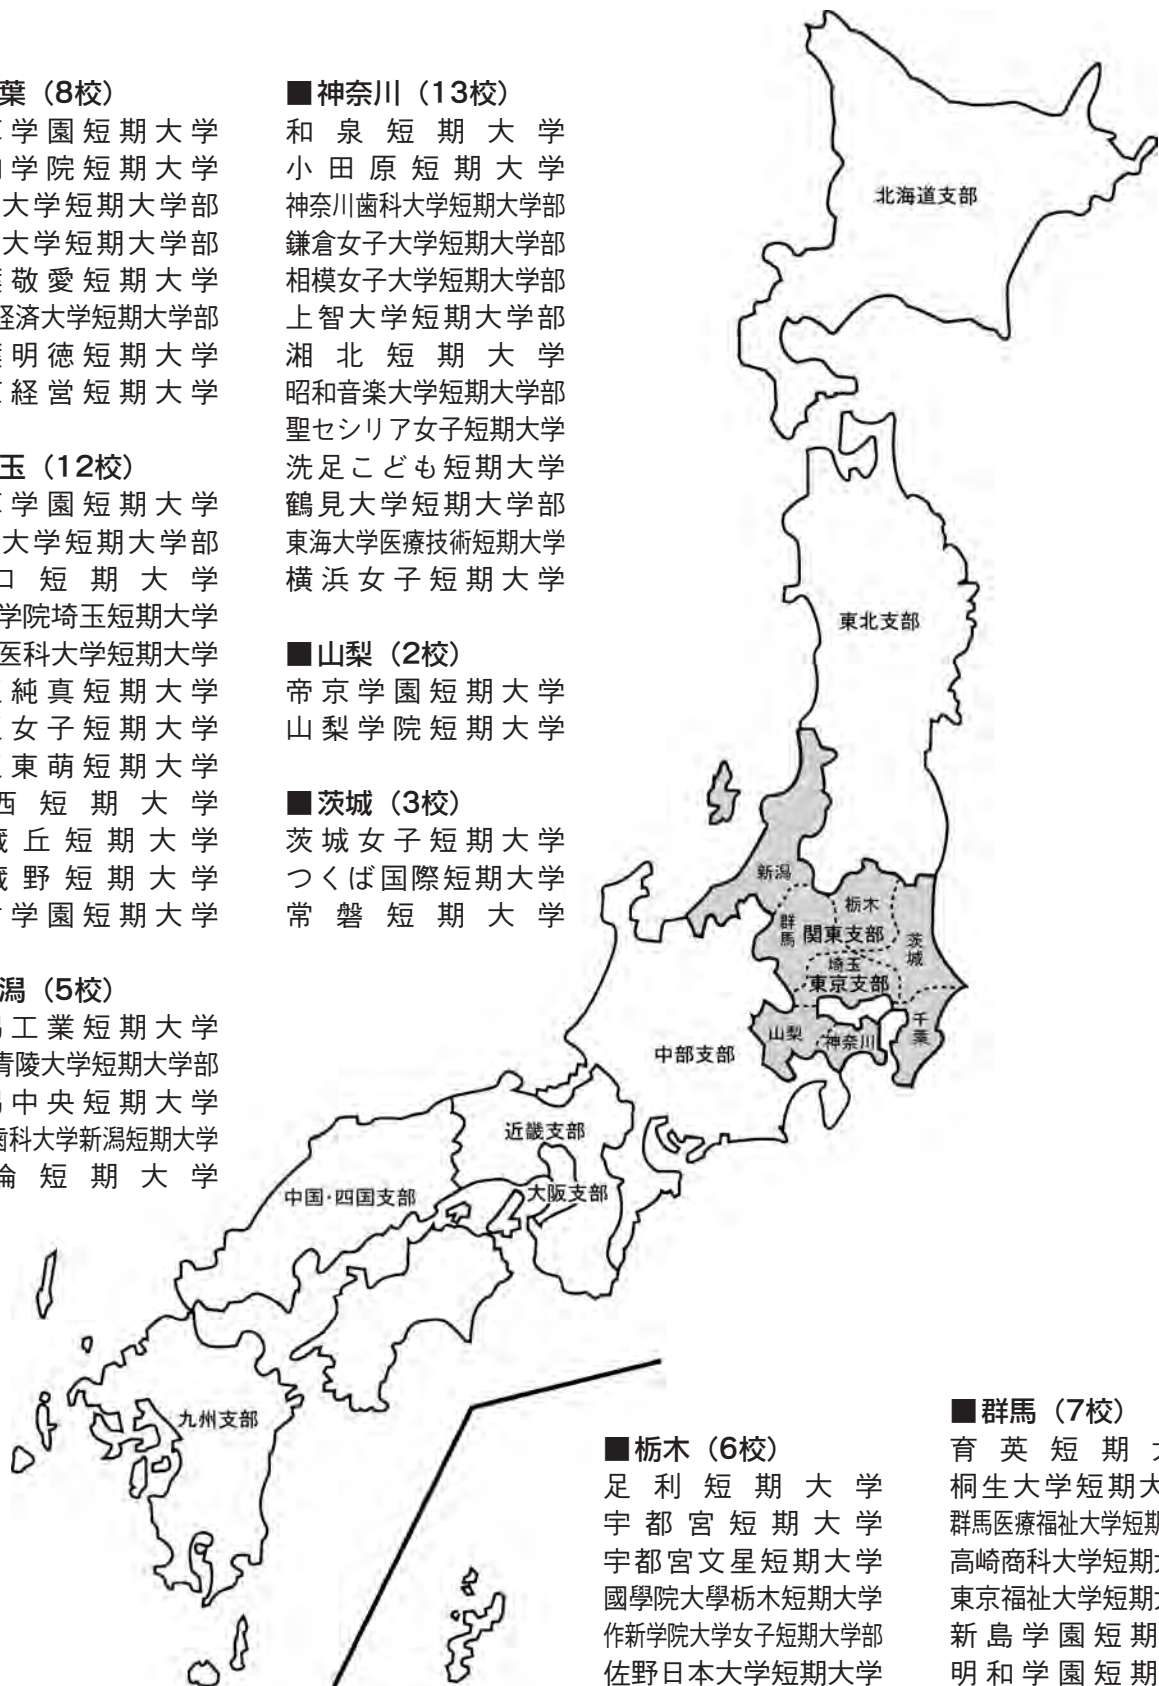 葉（8校）
学園短期大学
学院短期大学
大学短期大学部
大学短期大学部
敬愛短期大学
経済大学短期大学部
明徳短期大学
経営短期大学
玉（12校）
学園短期大学
大学短期大学部
口短期大学
学院埼玉短期大学
医科大学短期大学
純真短期大学
女子短期大学
東萌短期大学
西短期大学
丘短期大学
野短期大学
学園短期大学
潟（5校）
工業短期大学
青陵大学短期大学部
中央短期大学
歯科大学新潟短期大学
短期大学
■神奈川（13校）
和泉短期大学
小田原短期大学
神奈川歯科大学短期大学部
鎌倉女子大学短期大学部
相模女子大学短期大学部
上智大学短期大学部
湘北短期大学
昭和音楽大学短期大学部
聖セシリア女子短期大学
洗足こども短期大学
鶴見大学短期大学部
東海大学医療技術短期大学
横浜女子短期大学
■山梨（2校）
帝京学園短期大学
山梨学院短期大学
■茨城（3校）
茨城女子短期大学
つくば国際短期大学
常磐短期大学
北海道支部
東北支部
新潟
栃木
群馬
関東支部
茨城
埼玉
東京支部
千葉
山梨
神奈川
中部支部
近畿支部
大阪支部
中国・四国支部
九州支部
■栃木（6校）
足利短期大学
宇都宮短期大学
宇都宮文星短期大学
國學院大學栃木短期大学
作新学院大学女子短期大学部
佐野日本大学短期大学
■群馬（7校）
育英短期大
桐生大学短期大
群馬医療福祉大学短期
高崎商科大学短期大
東京福祉大学短期大
新島学園短期
明和学園短期